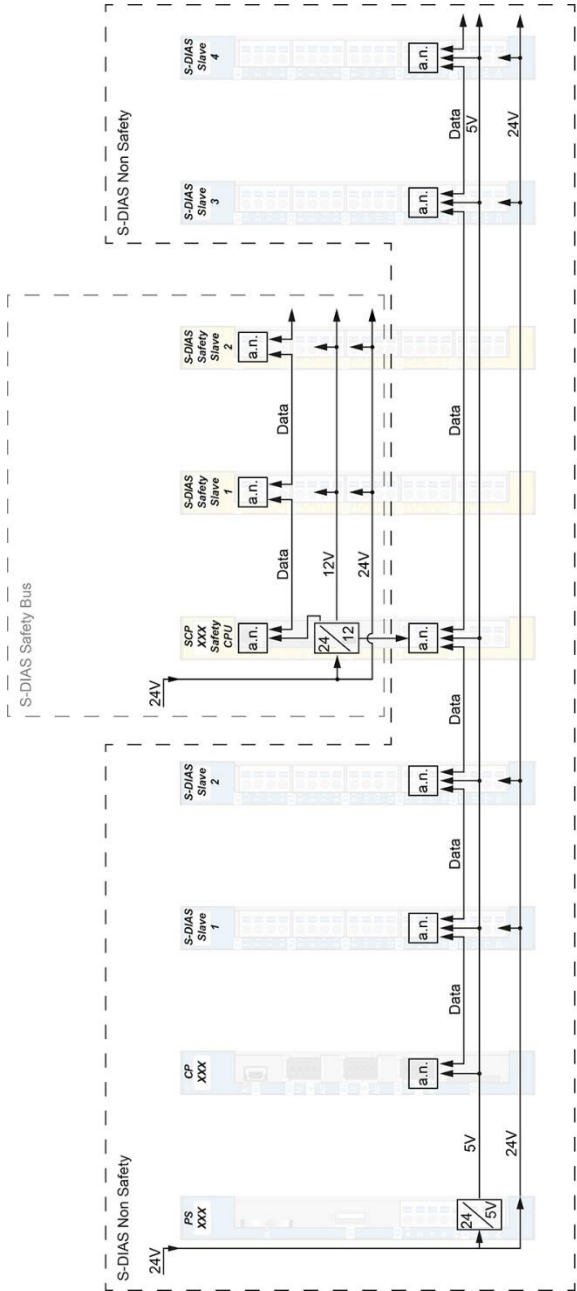 S-DIAS Safety Bus
S-DIAS Non Safety
S-DIAS Non Safety
24V
24V
PS
XXX
CP
XXX
S-DIAS
Slave
1
S-DIAS
Slave
2
SCP
XXX
Safety
CPU
S-DIAS
Safety
Slave
1
S-DIAS
Safety
Slave
2
S-DIAS
Slave
3
S-DIAS
Slave
4
a.n.
a.n.
a.n.
Data
Data
24
12
12V
24V
a.n.
a.n.
a.n.
a.n.
a.n.
a.n.
Data
Data
Data
Data
Data
24
5V
5V
5V
24V
24V